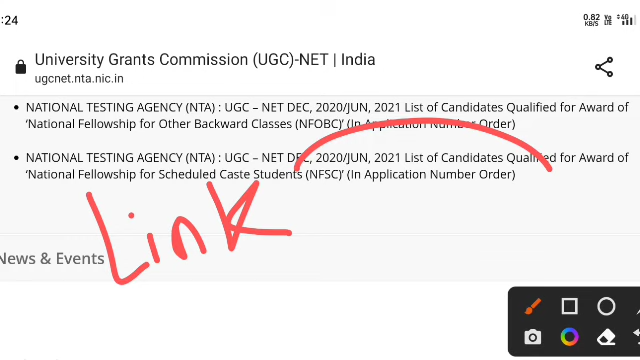 :24
0.82 KB/S
Vo LTE
4G
University Grants Commission (UGC)-NET | India
ugcnet.nta.nic.in
• NATIONAL TESTING AGENCY (NTA) : UGC – NET DEC, 2020/JUN, 2021 List of Candidates Qualified for Award of
‘National Fellowship for Other Backward Classes (NFOBC’ (In Application Number Order)
• NATIONAL TESTING AGENCY (NTA) : UGC – NET DEC, 2020/JUN, 2021 List of Candidates Qualified for Award of
‘National Fellowship for Scheduled Caste Students (NFSC)’ (In Application Number Order)
Link
News & Events